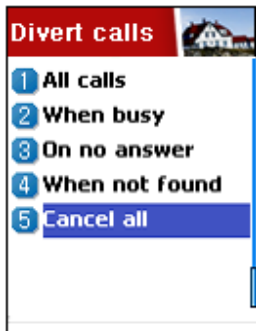 Divert calls
1 All calls
2 When busy
3 On no answer
4 When not found
5 Cancel all